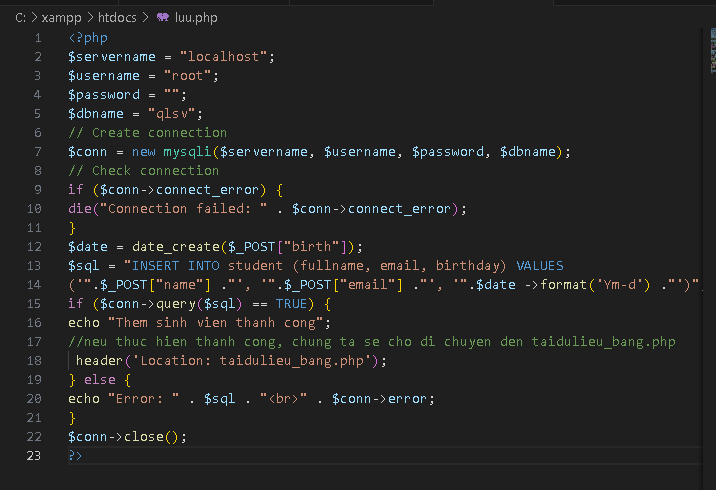 C: > xampp > htdocs > luu.php
1 <?php
2 $servername = "localhost";
3 $username = "root";
4 $password = "";
5 $dbname = "qlsv";
6 // Create connection
7 $conn = new mysqli($servername, $username, $password, $dbname);
8 // Check connection
9 if ($conn->connect_error) {
10 die("Connection failed: " . $conn->connect_error);
11 }
12 $date = date_create($_POST["birth"]);
13 $sql = "INSERT INTO student (fullname, email, birthday) VALUES
14 ('".$_POST["name"] ."', '".$_POST["email"] ."', '".$date ->format('Ym-d') ."')"
15 if ($conn->query($sql) == TRUE) {
16 echo "Them sinh vien thanh cong";
17 //neu thuc hien thanh cong, chung ta se cho di chuyen den taidulieu_bang.php
18 header('Location: taidulieu_bang.php');
19 } else {
20 echo "Error: " . $sql . "<br>" . $conn->error;
21 }
22 $conn->close();
23 ?>